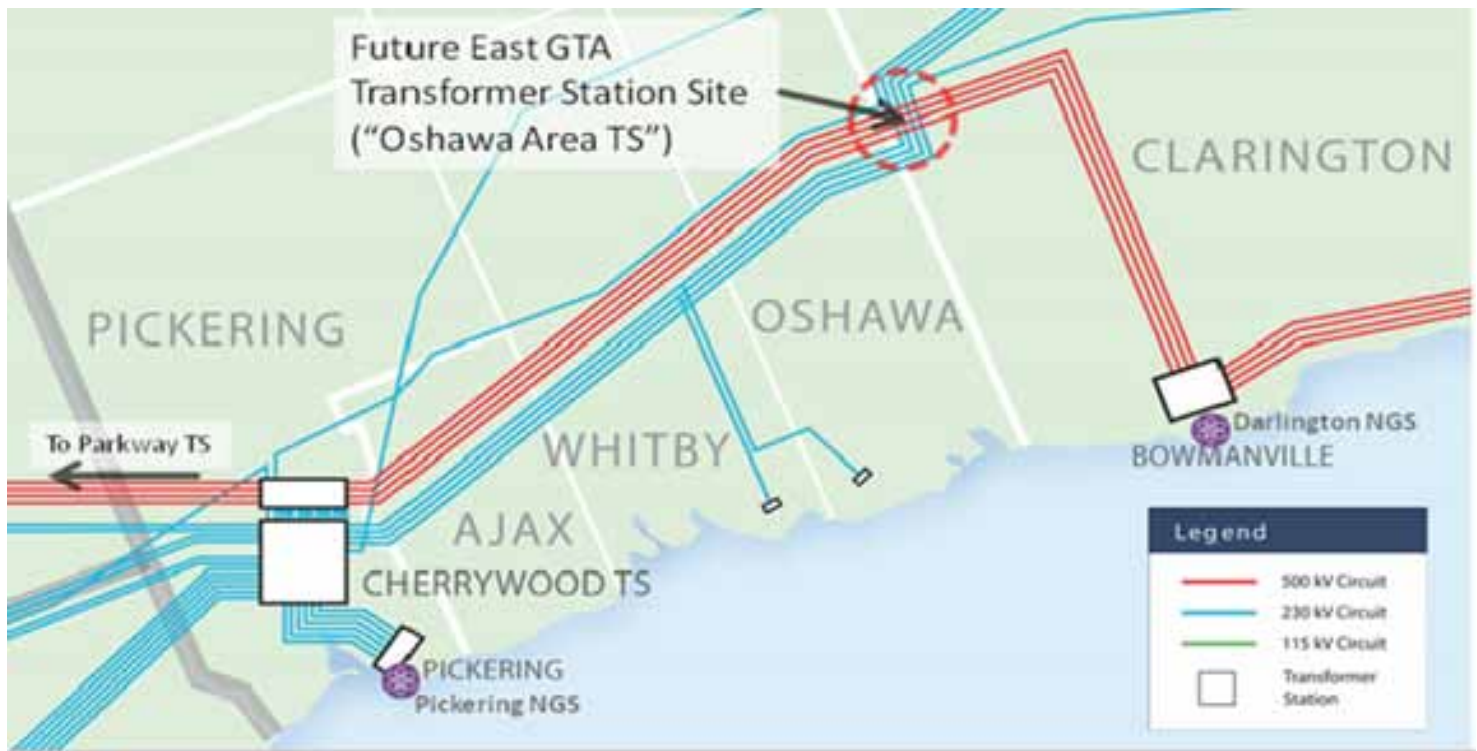 Future East GTA
Transformer Station Site
(“Oshawa Area TS”)
CLARINGTON
PICKERING
OSHAWA
To Parkway TS
WHITBY
Darlington NGS
BOWMANVILLE
AJAX
CHERRYWOOD TS
PICKERING
Pickering NGS
Legend
500 kV Circuit
230 kV Circuit
115 kV Circuit
Transformer
Station